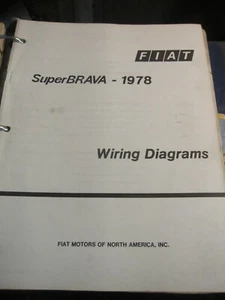 FIAT
SuperBRAVA - 1978
Wiring Diagrams
FIAT MOTORS OF NORTH AMERICA, INC.